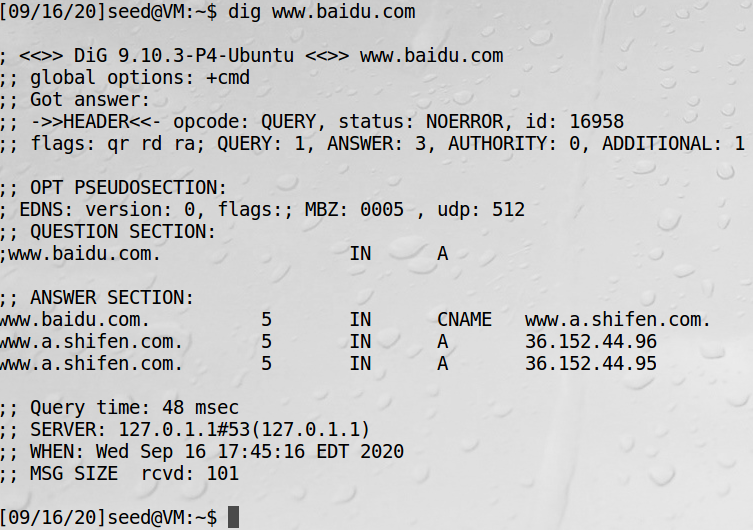 [09/16/20]seed@VM:~$ dig www.baidu.com
; <<>> DiG 9.10.3-P4-Ubuntu <<>> www.baidu.com
;; global options: +cmd
;; Got answer:
;; ->>HEADER<<- opcode: QUERY, status: NOERROR, id: 16958
;; flags: qr rd ra; QUERY: 1, ANSWER: 3, AUTHORITY: 0, ADDITIONAL: 1
;; OPT PSEUDOSECTION:
; EDNS: version: 0, flags:; MBZ: 0005 , udp: 512
;; QUESTION SECTION:
;www.baidu.com. IN A
;; ANSWER SECTION:
www.baidu.com. 5 IN CNAME www.a.shifen.com.
www.a.shifen.com. 5 IN A 36.152.44.96
www.a.shifen.com. 5 IN A 36.152.44.95
;; Query time: 48 msec
;; SERVER: 127.0.1.1#53(127.0.1.1)
;; WHEN: Wed Sep 16 17:45:16 EDT 2020
;; MSG SIZE rcvd: 101
[09/16/20]seed@VM:~$